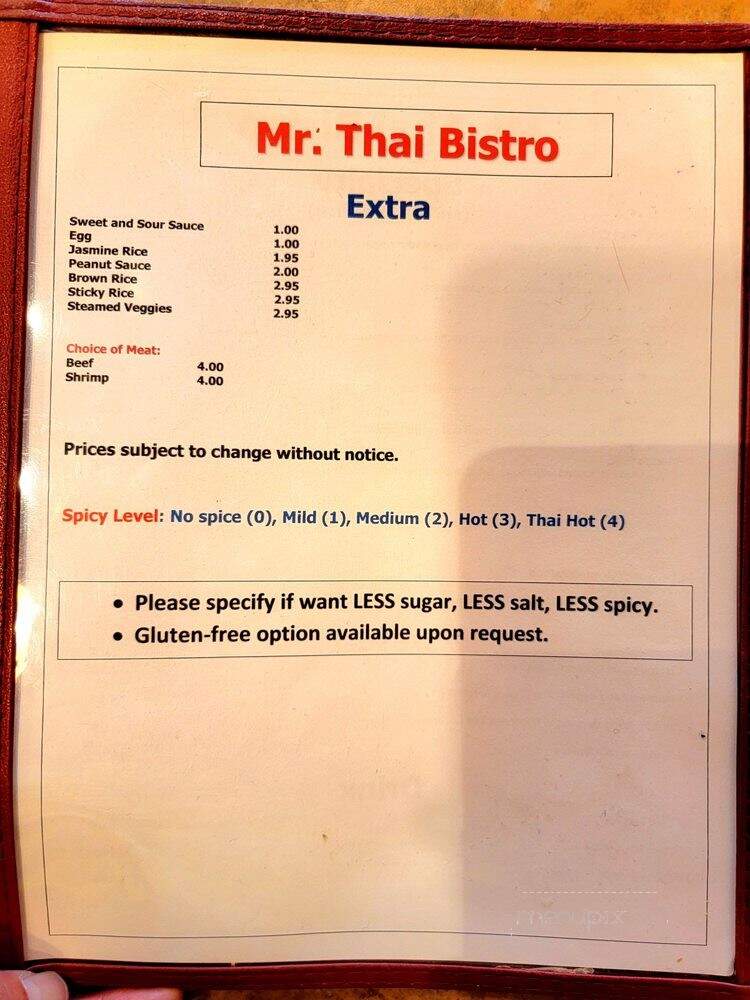 Mr. Thai Bistro
Extra
Sweet and Sour Sauce 1.00
Egg 1.00
Jasmine Rice 1.95
Peanut Sauce 2.00
Brown Rice 2.95
Sticky Rice 2.95
Steamed Veggies 2.95
Choice of Meat:
Beef 4.00
Shrimp 4.00
Prices subject to change without notice.
Spicy Level: No spice (0), Mild (1), Medium (2), Hot (3), Thai Hot (4)
• Please specify if want LESS sugar, LESS salt, LESS spicy.
• Gluten-free option available upon request.
menupix